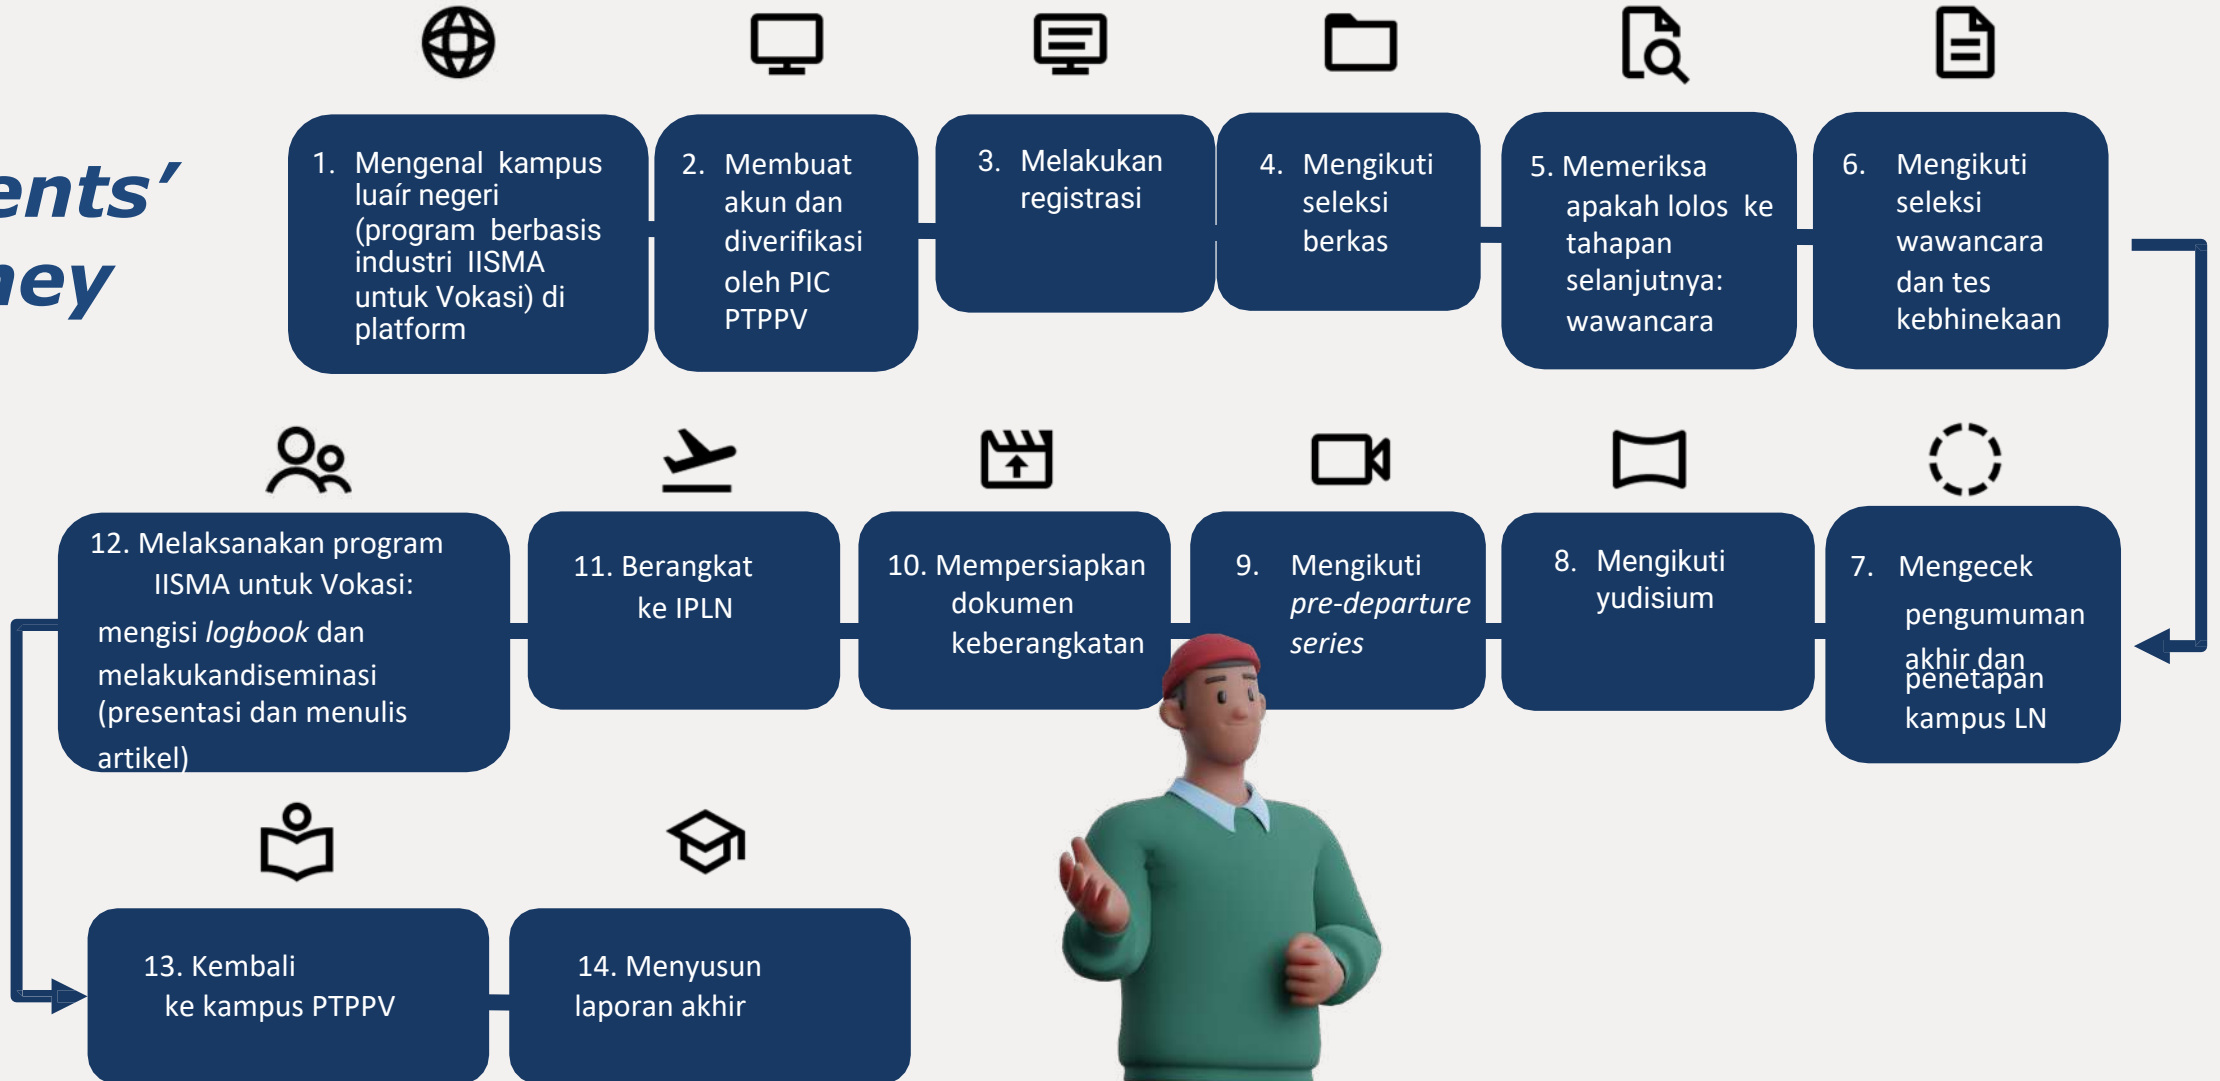 ents’
ney
1. Mengenal kampus
luaír negeri
(program berbasis
industri IISMA
untuk Vokasi) di
platform
2. Membuat
akun dan
diverifikasi
oleh PIC
PTPPV
3. Melakukan
registrasi
4. Mengikuti
seleksi
berkas
5. Memeriksa
apakah lolos ke
tahapan
selanjutnya:
wawancara
6. Mengikuti
seleksi
wawancara
dan tes
kebhinekaan
7. Mengecek
pengumuman
akhir dan
penetapan
kampus LN
8. Mengikuti
yudisium
9. Mengikuti
pre-departure
series
10. Mempersiapkan
dokumen
keberangkatan
11. Berangkat
ke IPLN
12. Melaksanakan program
IISMA untuk Vokasi:
mengisi logbook dan
melakukandiseminasi
(presentasi dan menulis
artikel)
13. Kembali
ke kampus PTPPV
14. Menyusun
laporan akhir